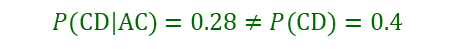 P(CD|AC) = 0.28 ≠ P(CD) = 0.4